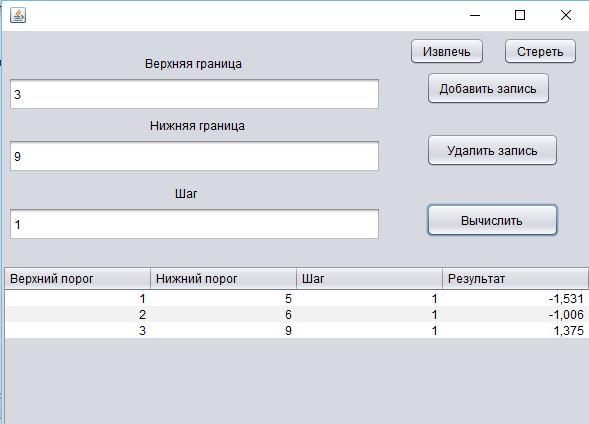 Извлечь Стереть
Верхняя граница
3
Добавить запись
Нижняя граница
9
Удалить запись
Шаг
1
Вычислить
Верхний порог Нижний порог Шаг Результат
1 5 1 -1,531
2 6 1 -1,006
3 9 1 1,375